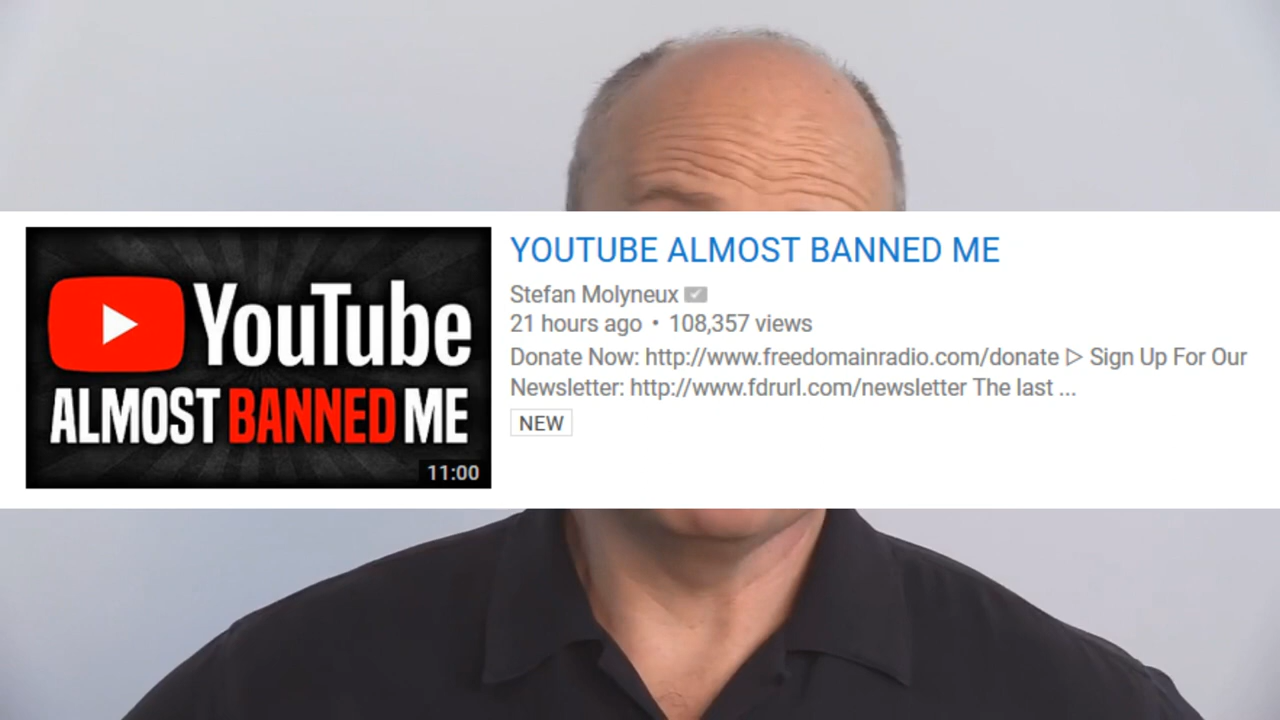 YouTube
ALMOST BANNED ME
11:00
YOUTUBE ALMOST BANNED ME
Stefan Molyneux
21 hours ago • 108,357 views
Donate Now: http://www.freedomainradio.com/donate ▷ Sign Up For Our
Newsletter: http://www.fdrurl.com/newsletter The last ...
NEW